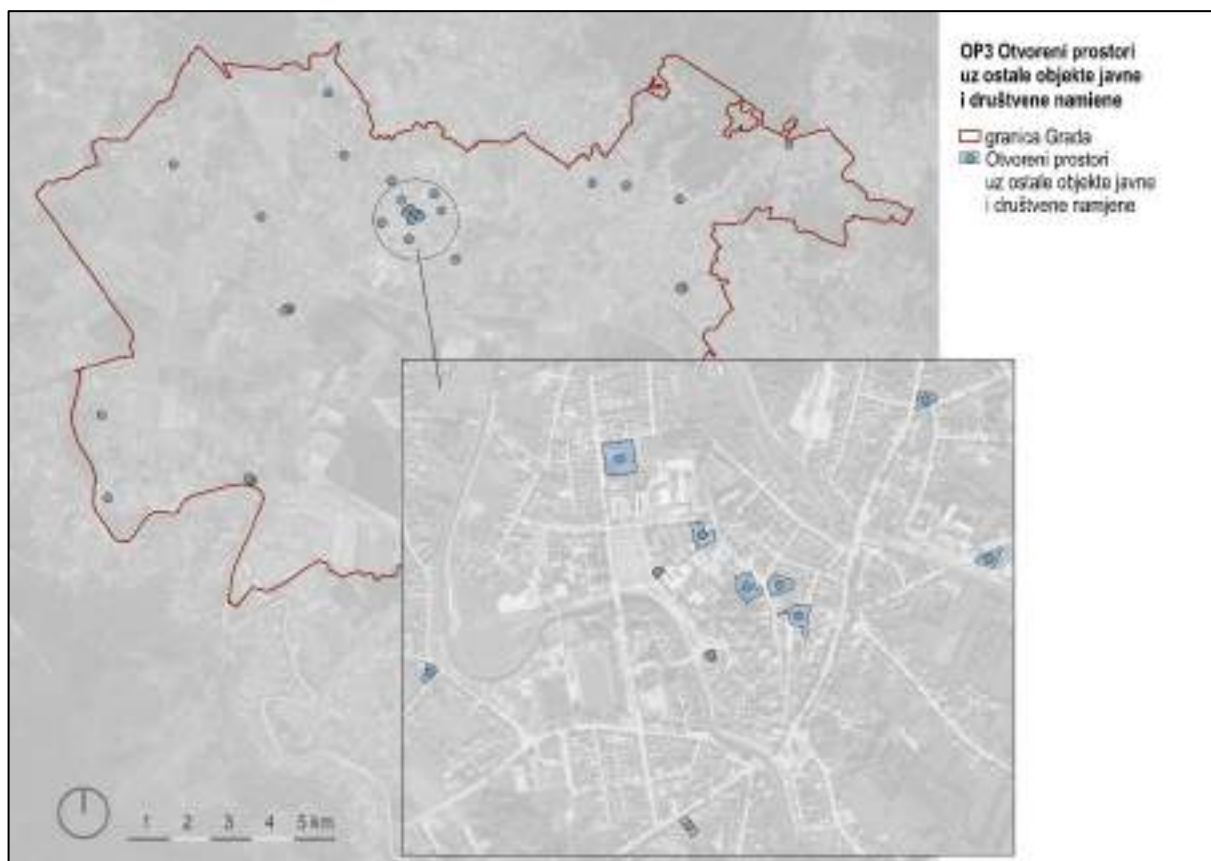 OP3 Otvoreni prostori
uz ostale objekte javne
i društvene namjene
granica Grada
Otvoreni prostori
uz ostale objekte javne
i društvene namjene
1 2 3 4 5 km